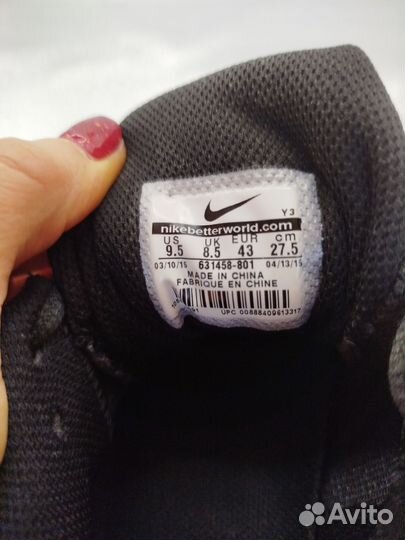 Y3
nikebetterworld.com
US UK EUR cm
9.5 8.5 43 27.5
03/10/15 631458-801 04/13/15
MADE IN CHINA
FABRIQUE EN CHINE
UPC 00888409613317
Avito